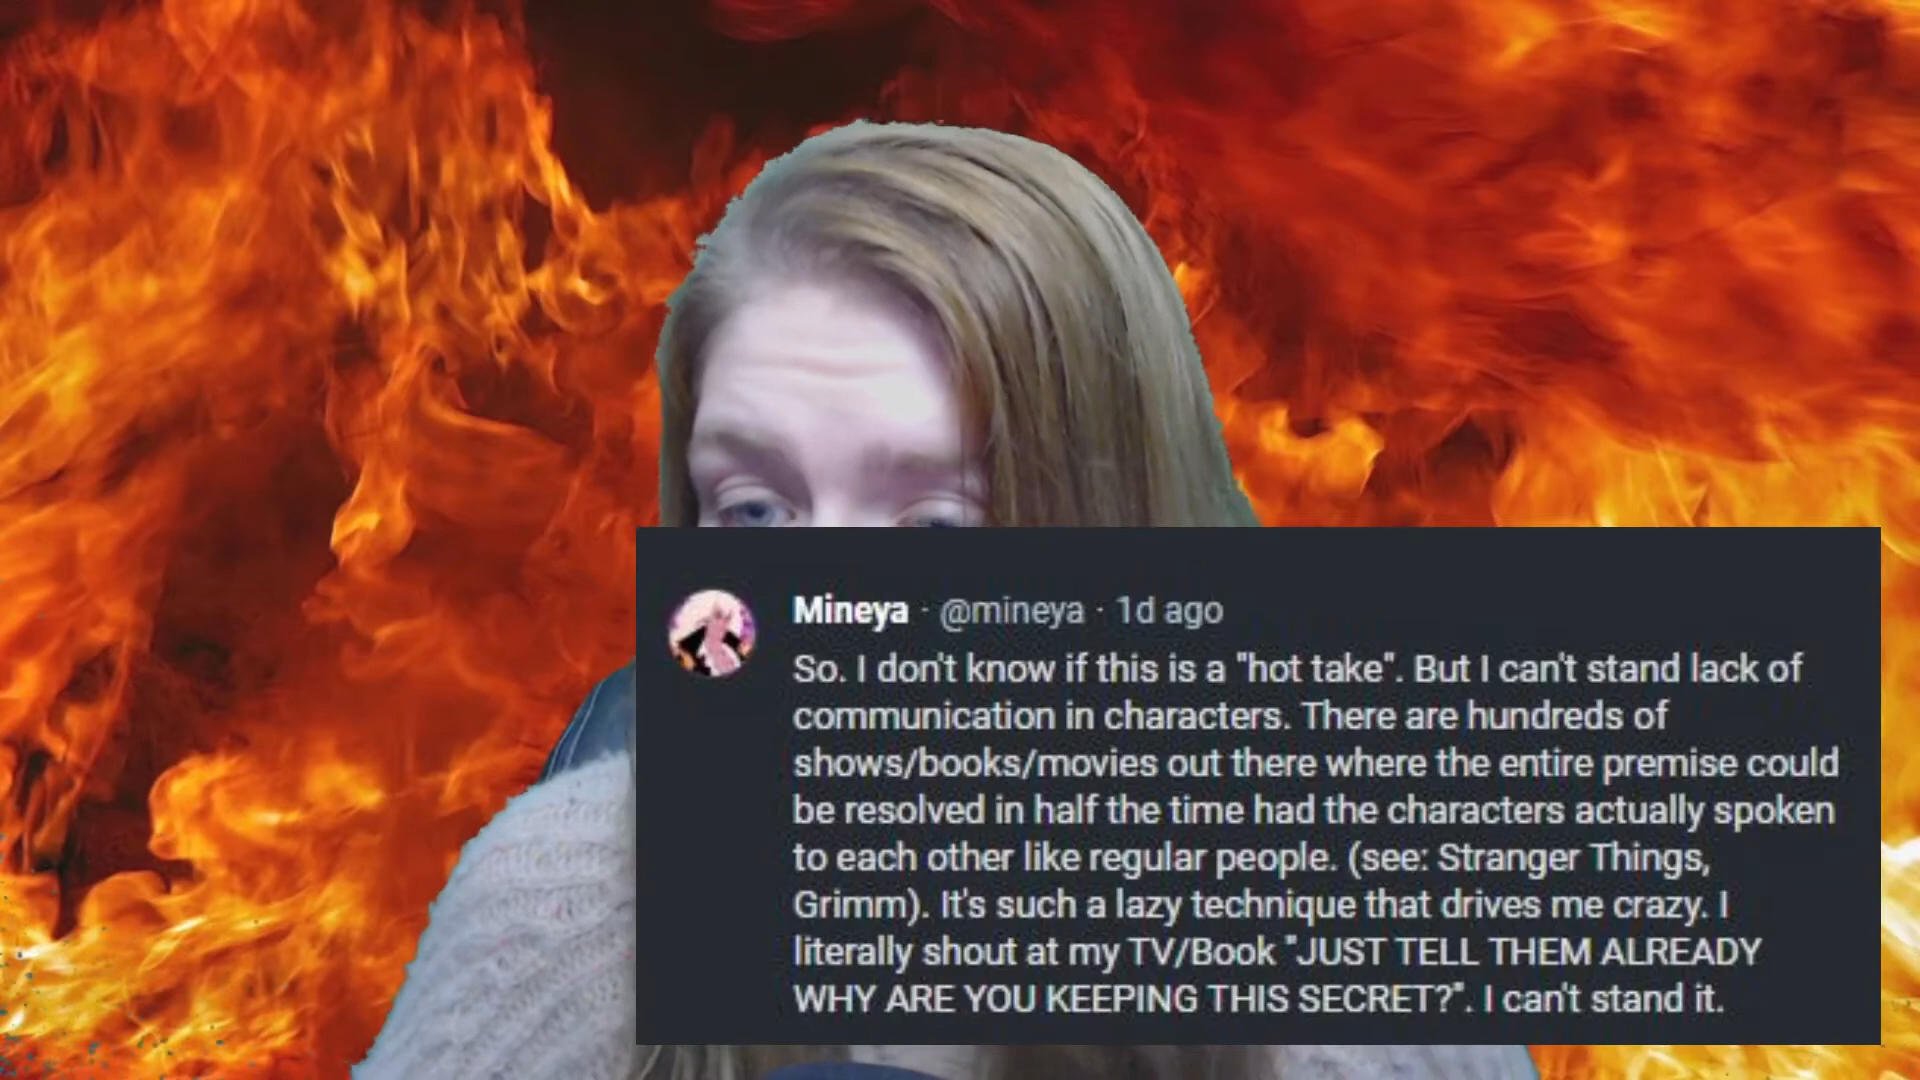 Mineya · @mineya · 1d ago
So. I don't know if this is a "hot take". But I can't stand lack of
communication in characters. There are hundreds of
shows/books/movies out there where the entire premise could
be resolved in half the time had the characters actually spoken
to each other like regular people. (see: Stranger Things,
Grimm). It's such a lazy technique that drives me crazy. I
literally shout at my TV/Book "JUST TELL THEM ALREADY
WHY ARE YOU KEEPING THIS SECRET?". I can't stand it.